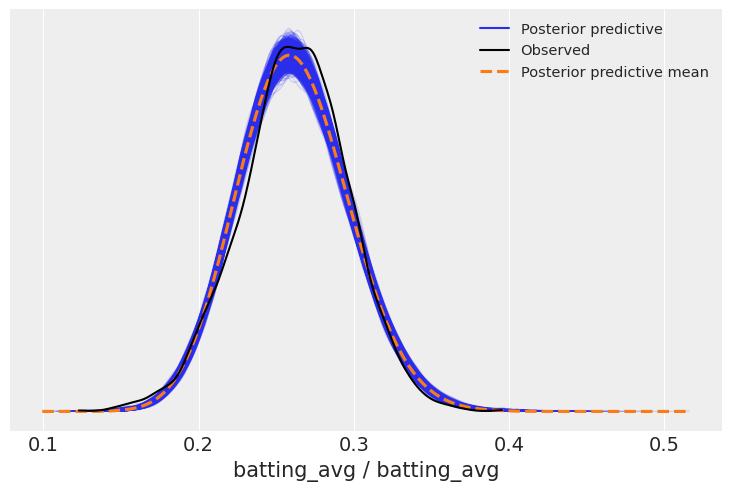 Posterior predictive
Observed
Posterior predictive mean
0.1 0.2 0.3 0.4 0.5
batting_avg / batting_avg